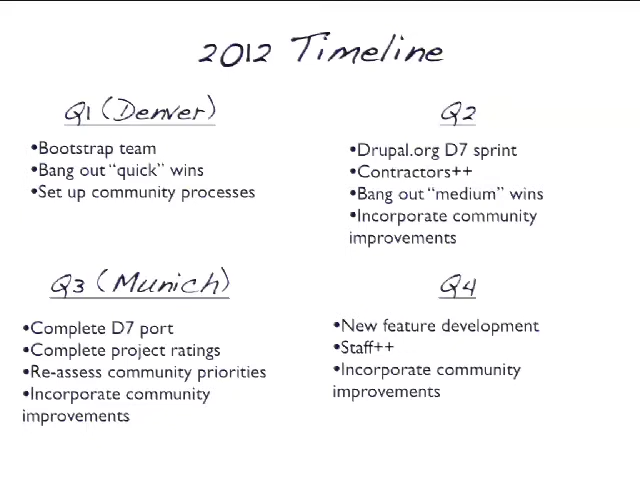 2012 Timeline
Q1 (Denver)
•Bootstrap team
•Bang out "quick" wins
•Set up community processes
Q2
•Drupal.org D7 sprint
•Contractors++
•Bang out "medium" wins
•Incorporate community
improvements
Q3 (Munich)
•Complete D7 port
•Complete project ratings
•Re-assess community priorities
•Incorporate community
improvements
Q4
•New feature development
•Staff++
•Incorporate community
improvements